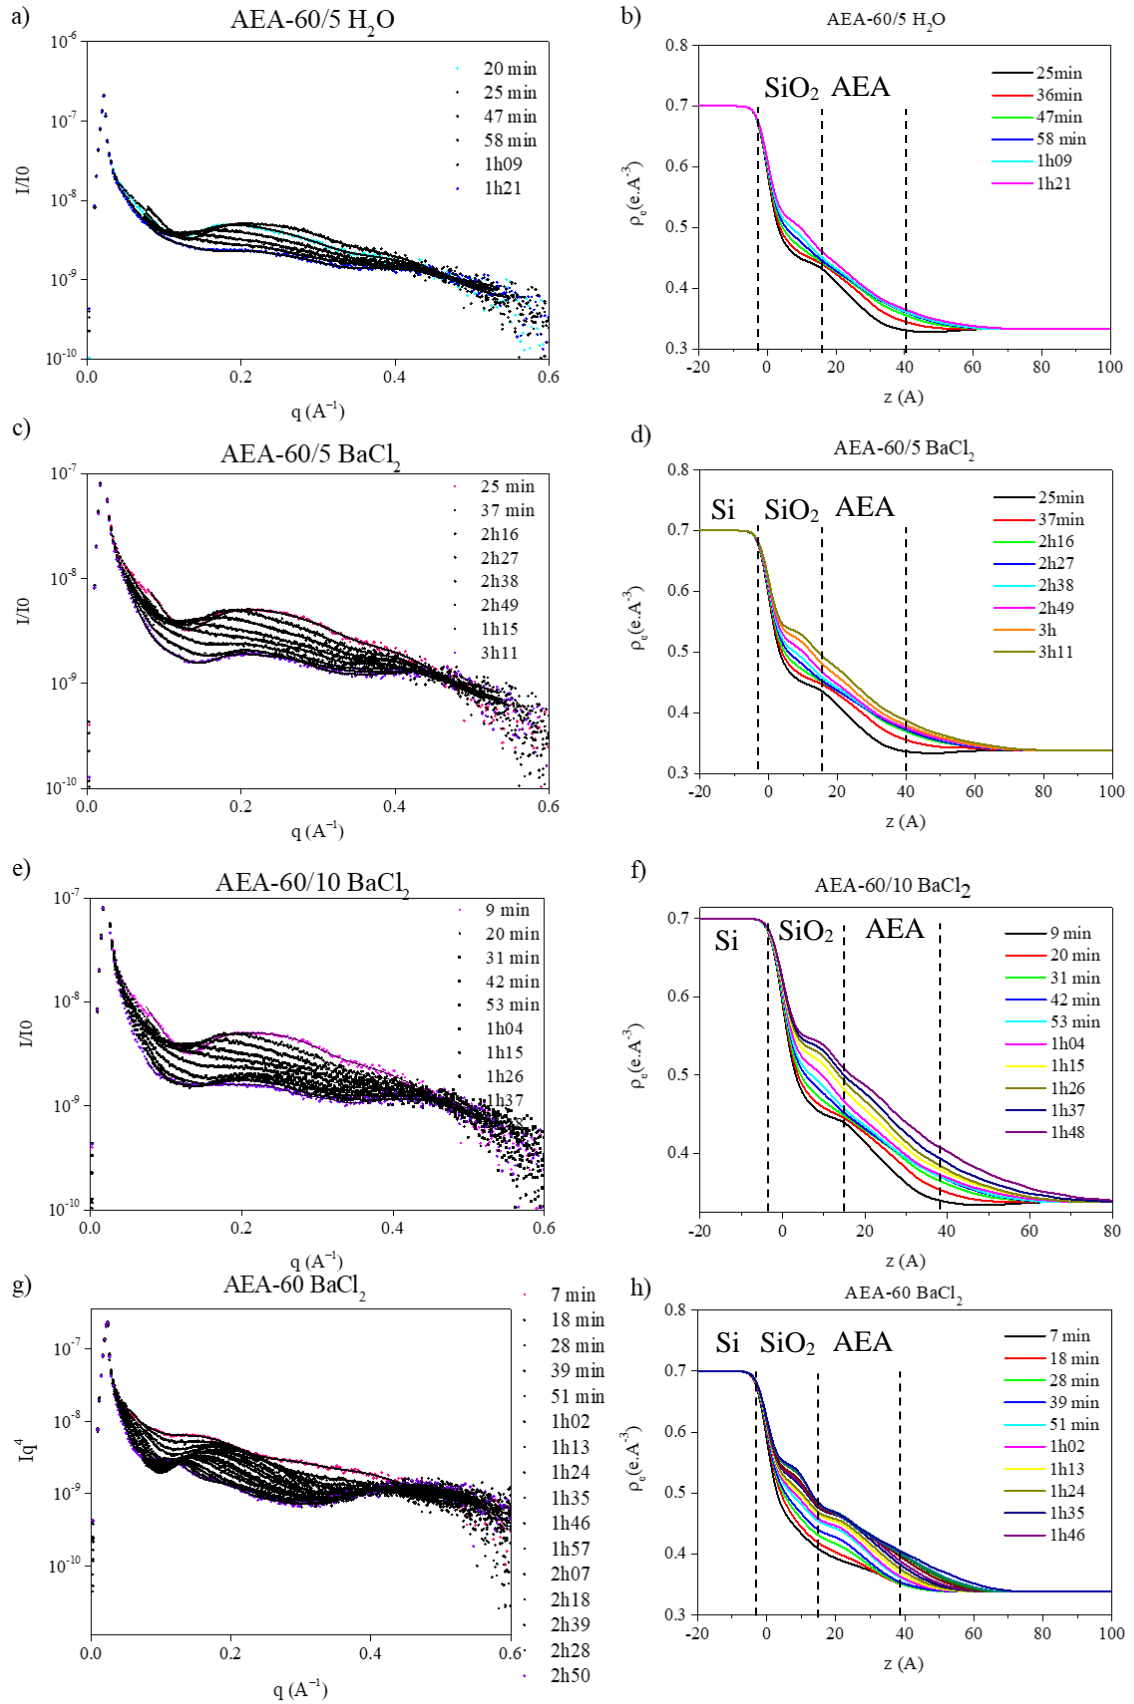 a)
AEA-60/5 H2O
I/I0
10-6
10-7
10-8
10-9
10-10
0.0
0.2
0.4
0.6
q (A−1)
20 min
25 min
47 min
58 min
1h09
1h21
b)
AEA-60/5 H2O
ρe(e.A-3)
0.8
0.7
0.6
0.5
0.4
0.3
-20
0
20
40
60
80
100
z (A)
SiO2
AEA
25min
36min
47min
58 min
1h09
1h21
c)
AEA-60/5 BaCl2
I/I0
10-7
10-8
10-9
10-10
0.0
0.2
0.4
0.6
q (A−1)
25 min
37 min
2h16
2h27
2h38
2h49
1h15
3h11
d)
AEA-60/5 BaCl2
ρe(e.A-3)
0.8
0.7
0.6
0.5
0.4
0.3
-20
0
20
40
60
80
100
z (A)
Si
SiO2
AEA
25min
37min
2h16
2h27
2h38
2h49
3h
3h11
e)
AEA-60/10 BaCl2
I/I0
10-7
10-8
10-9
10-10
0.0
0.2
0.4
0.6
q (A−1)
9 min
20 min
31 min
42 min
53 min
1h04
1h15
1h26
1h37
f)
AEA-60/10 BaCl2
ρe(e.A-3)
0.7
0.6
0.5
0.4
-20
0
20
40
60
80
z (A)
Si
SiO2
AEA
9 min
20 min
31 min
42 min
53 min
1h04
1h15
1h26
1h37
1h48
g)
AEA-60 BaCl2
Iq4
10-7
10-8
10-9
10-10
0.0
0.2
0.4
0.6
q (A−1)
7 min
18 min
28 min
39 min
51 min
1h02
1h13
1h24
1h35
1h46
1h57
2h07
2h18
2h39
2h28
2h50
h)
AEA-60 BaCl2
ρe(e.A-3)
0.8
0.7
0.6
0.5
0.4
0.3
-20
0
20
40
60
80
100
z (A)
Si
SiO2
AEA
7 min
18 min
28 min
39 min
51 min
1h02
1h13
1h24
1h35
1h46